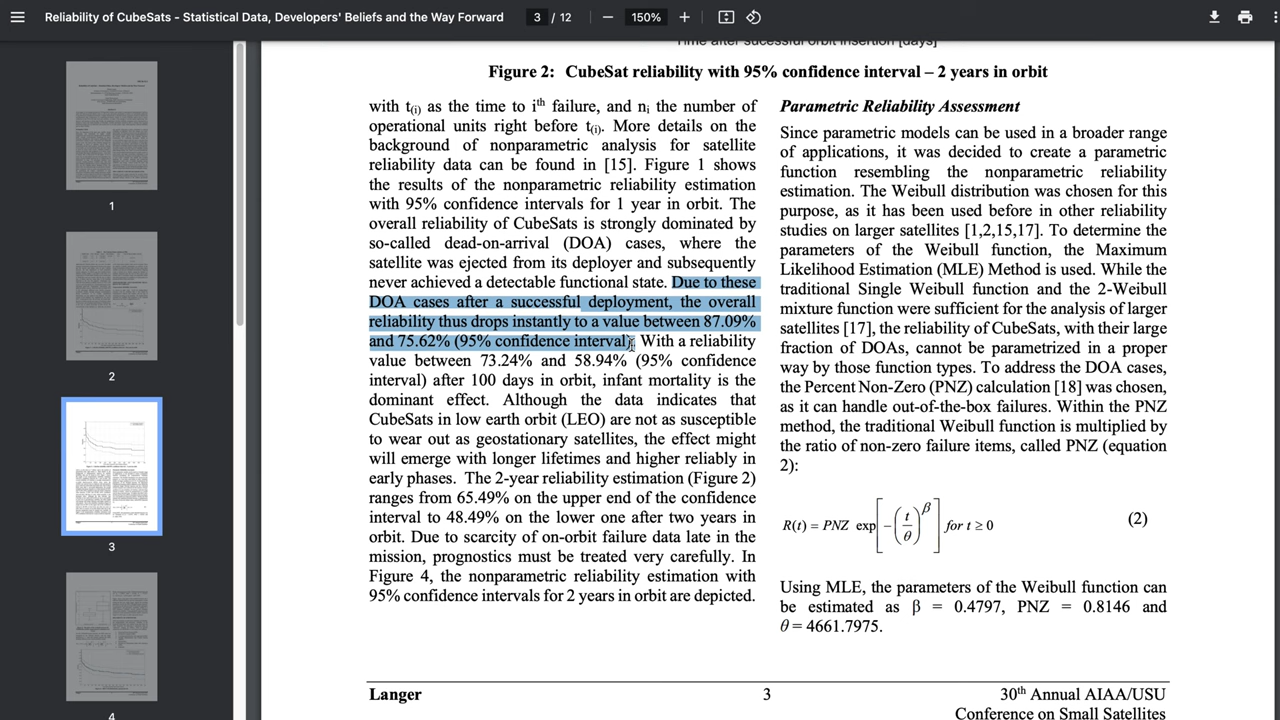 Reliability of CubeSats - Statistical Data, Developers' Beliefs and the Way Forward
3 / 12
150%
1
2
3
4
Time after sucessful orbit insertion [days]
Figure 2: CubeSat reliability with 95% confidence interval – 2 years in orbit
with t(i) as the time to ith failure, and ni the number of
operational units right before t(i). More details on the
background of nonparametric analysis for satellite
reliability data can be found in [15]. Figure 1 shows
the results of the nonparametric reliability estimation
with 95% confidence intervals for 1 year in orbit. The
overall reliability of CubeSats is strongly dominated by
so-called dead-on-arrival (DOA) cases, where the
satellite was ejected from its deployer and subsequently
never achieved a detectable functional state. Due to these
DOA cases after a successful deployment, the overall
reliability thus drops instantly to a value between 87.09%
and 75.62% (95% confidence interval). With a reliability
value between 73.24% and 58.94% (95% confidence
interval) after 100 days in orbit, infant mortality is the
dominant effect. Although the data indicates that
CubeSats in low earth orbit (LEO) are not as susceptible
to wear out as geostationary satellites, the effect might
will emerge with longer lifetimes and higher reliably in
early phases. The 2-year reliability estimation (Figure 2)
ranges from 65.49% on the upper end of the confidence
interval to 48.49% on the lower one after two years in
orbit. Due to scarcity of on-orbit failure data late in the
mission, prognostics must be treated very carefully. In
Figure 4, the nonparametric reliability estimation with
95% confidence intervals for 2 years in orbit are depicted.
Parametric Reliability Assessment
Since parametric models can be used in a broader range
of applications, it was decided to create a parametric
function resembling the nonparametric reliability
estimation. The Weibull distribution was chosen for this
purpose, as it has been used before in other reliability
studies on larger satellites [1,2,15,17]. To determine the
parameters of the Weibull function, the Maximum
Likelihood Estimation (MLE) Method is used. While the
traditional Single Weibull function and the 2-Weibull
mixture function were sufficient for the analysis of larger
satellites [17], the reliability of CubeSats, with their large
fraction of DOAs, cannot be parametrized in a proper
way by those function types. To address the DOA cases,
the Percent Non-Zero (PNZ) calculation [18] was chosen,
as it can handle out-of-the-box failures. Within the PNZ
method, the traditional Weibull function is multiplied by
the ratio of non-zero failure items, called PNZ (equation
2):
R(t) = PNZ exp[-(t/θ)^β] for t ≥ 0 (2)
Using MLE, the parameters of the Weibull function can
be estimated as β = 0.4797, PNZ = 0.8146 and
θ = 4661.7975.
Langer 3 30th Annual AIAA/USU
Conference on Small Satellites